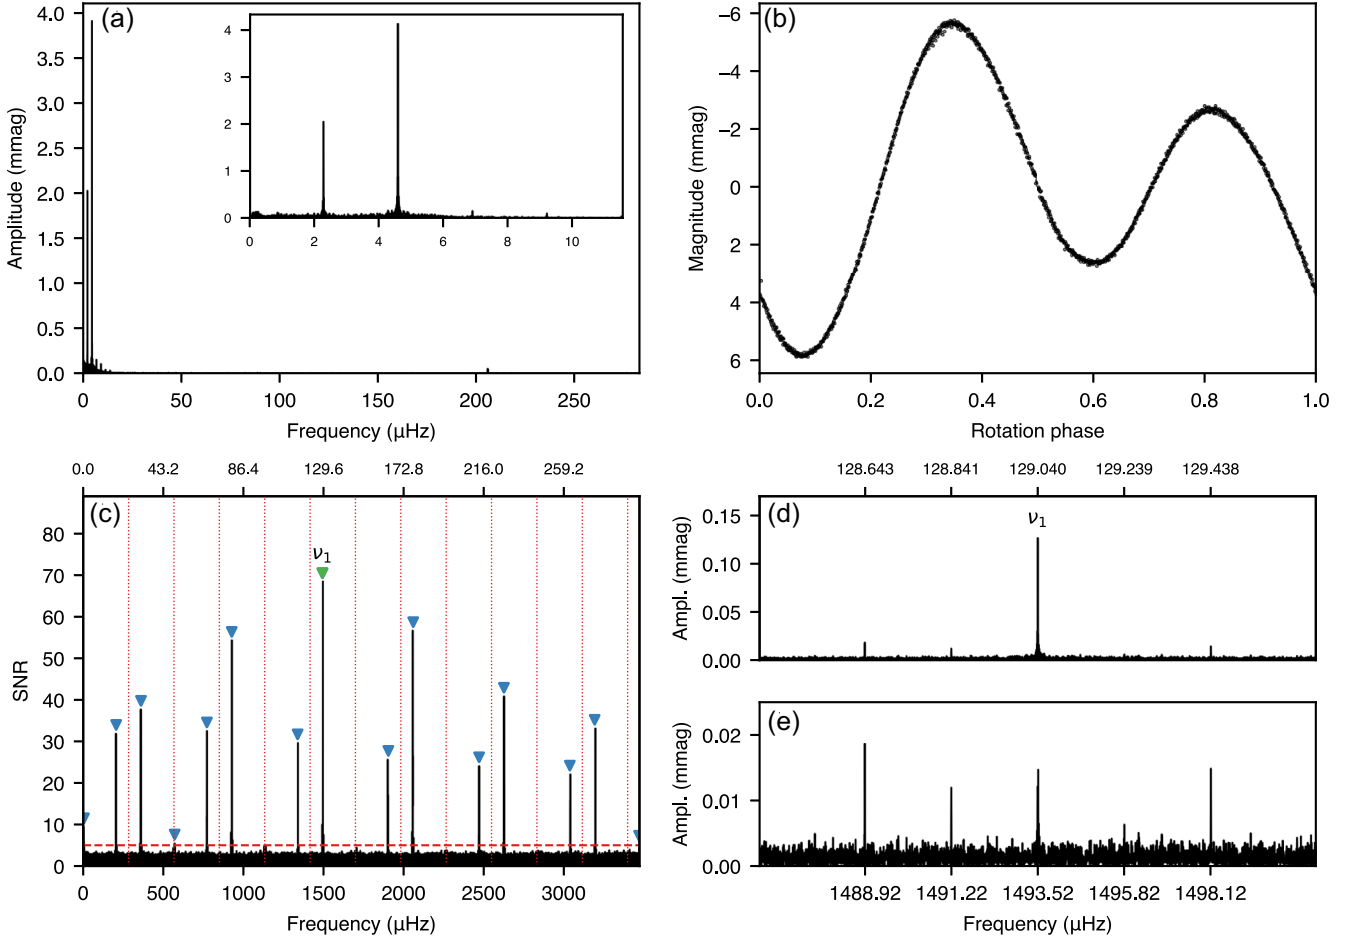 (a)
Amplitude (mmag)
4.0
3.5
3.0
2.5
2.0
1.5
1.0
0.5
0.0
0 50 100 150 200 250
Frequency (μHz)
4
3
2
1
0
0 2 4 6 8 10
(b)
Magnitude (mmag)
−6
−4
−2
0
2
4
6
0.0 0.2 0.4 0.6 0.8 1.0
Rotation phase
0.0 43.2 86.4 129.6 172.8 216.0 259.2
(c)
ν1
SNR
80
70
60
50
40
30
20
10
0
0 500 1000 1500 2000 2500 3000
Frequency (μHz)
128.643 128.841 129.040 129.239 129.438
(d)
ν1
Ampl. (mmag)
0.15
0.10
0.05
0.00
(e)
Ampl. (mmag)
0.02
0.01
0.00
1488.92 1491.22 1493.52 1495.82 1498.12
Frequency (μHz)